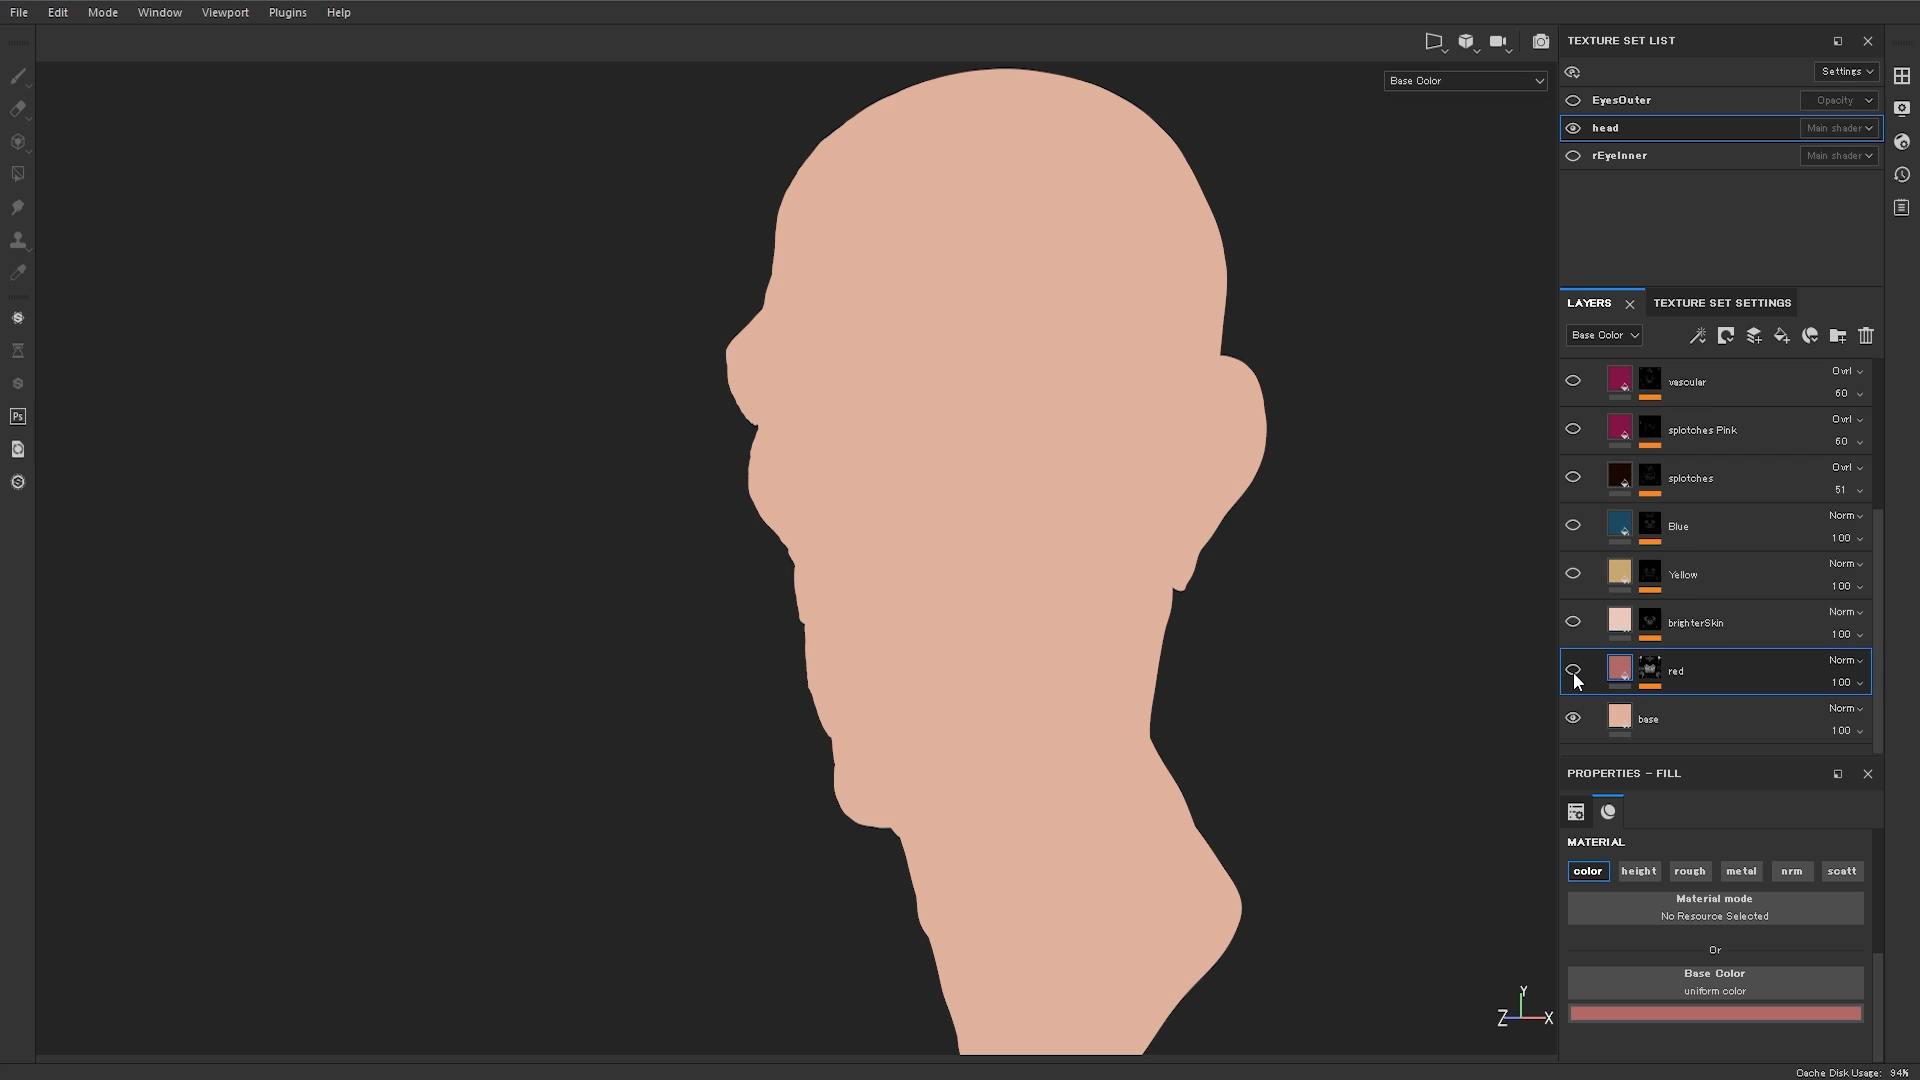 File Edit Mode Window Viewport Plugins Help
Base Color
TEXTURE SET LIST
Settings
EyesOuter Opacity
head Main shader
rEyeInner Main shader
LAYERS TEXTURE SET SETTINGS
Base Color
vascular Ovrl
60
splotches Pink Ovrl
60
splotches Ovrl
51
Blue Norm
100
Yellow Norm
100
brighterSkin Norm
100
red Norm
100
base Norm
100
PROPERTIES - FILL
MATERIAL
color height rough metal nrm scatt
Material mode
No Resource Selected
Or
Base Color
uniform color
Ps
Y
Z X
Cache Disk Usage: 94%